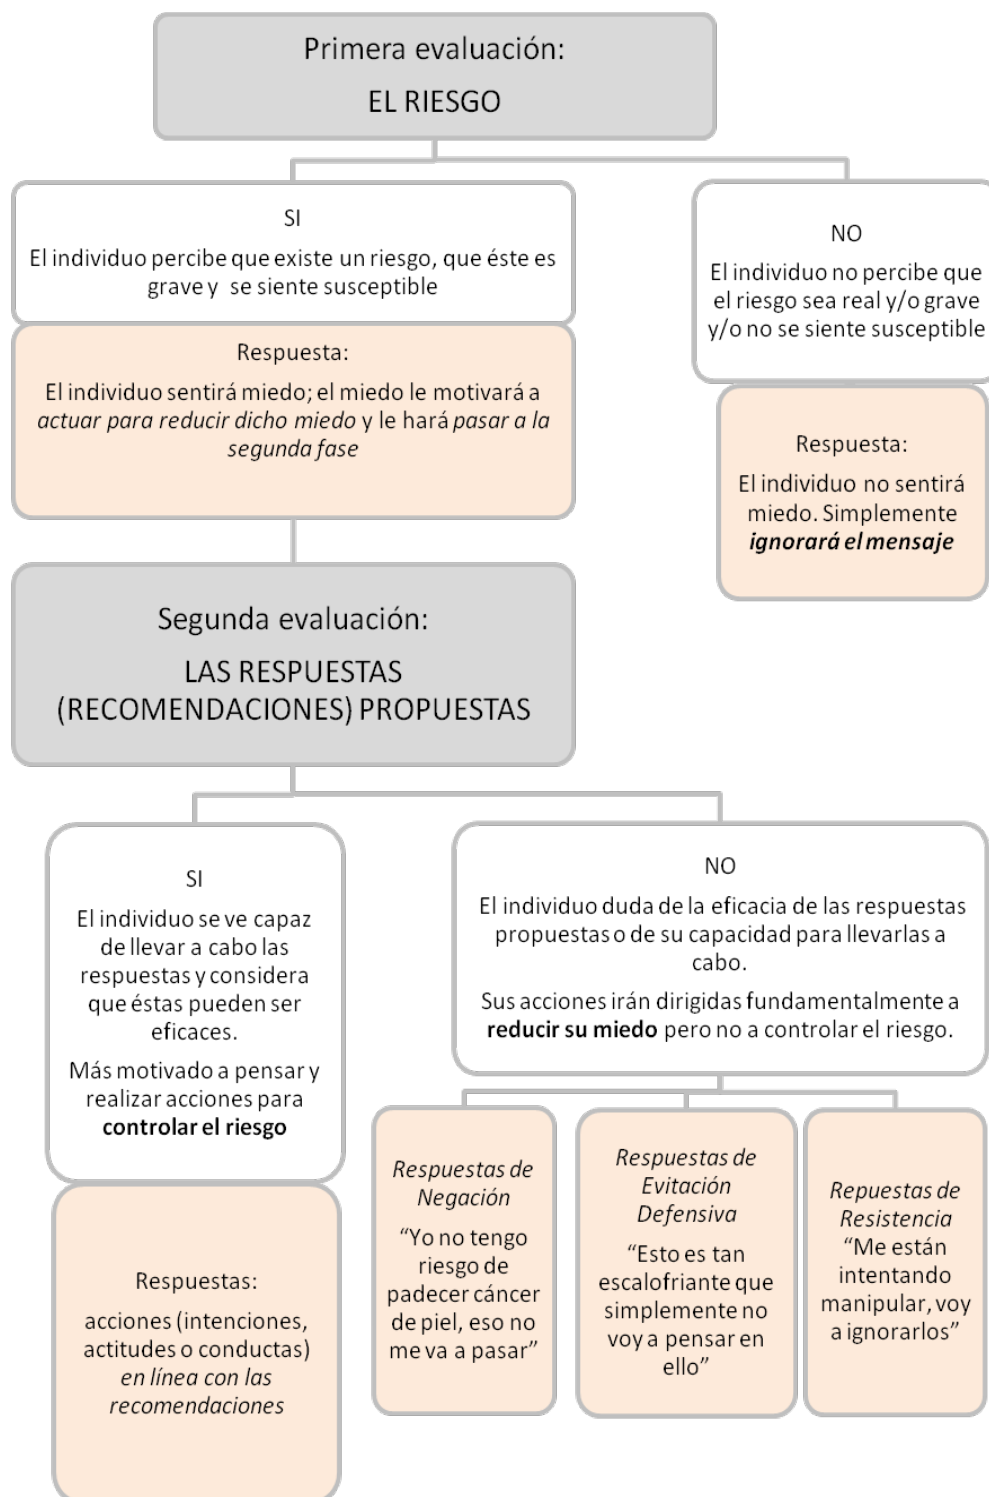 Primera evaluación:
EL RIESGO
SI
El individuo percibe que existe un riesgo, que éste es
grave y se siente susceptible
NO
El individuo no percibe que
el riesgo sea real y/o grave
y/o no se siente susceptible
Respuesta:
El individuo sentirá miedo; el miedo le motivará a
actuar para reducir dicho miedo y le hará pasar a la
segunda fase
Respuesta:
El individuo no sentirá
miedo. Simplemente
ignorará el mensaje
Segunda evaluación:
LAS RESPUESTAS
(RECOMENDACIONES) PROPUESTAS
SI
El individuo se ve capaz
de llevar a cabo las
respuestas y considera
que éstas pueden ser
eficaces.
Más motivado a pensar y
realizar acciones para
controlar el riesgo
NO
El individuo duda de la eficacia de las respuestas
propuestas o de su capacidad para llevarlas a
cabo.
Sus acciones irán dirigidas fundamentalmente a
reducir su miedo pero no a controlar el riesgo.
Respuestas:
acciones (intenciones,
actitudes o conductas)
en línea con las
recomendaciones
Respuestas de
Negación
“Yo no tengo
riesgo de
padecer cáncer
de piel, eso no
me va a pasar”
Respuestas de
Evitación
Defensiva
“Esto es tan
escalofriante que
simplemente no
voy a pensar en
ello”
Repuestas de
Resistencia
“Me están
intentando
manipular, voy
a ignorarlos”